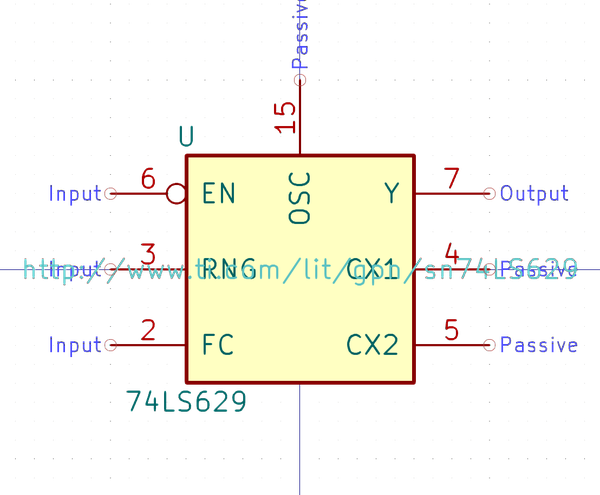 Passive
15
U
Input 6 EN OSC Y 7 Output
Input 3 RNG CX1 4 Passive
http://www.ti.com/lit/gpn/sn74LS629
Input 2 FC CX2 5 Passive
74LS629